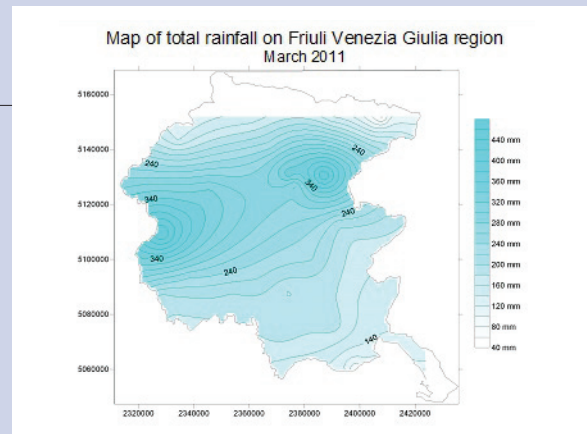 Map of total rainfall on Friuli Venezia Giulia region
March 2011
5160000
5140000
5120000
5100000
5080000
5060000
2320000 2340000 2360000 2380000 2400000 2420000
240
340
340
240
340
240
240
140
440 mm
400 mm
360 mm
320 mm
280 mm
240 mm
200 mm
160 mm
120 mm
80 mm
40 mm